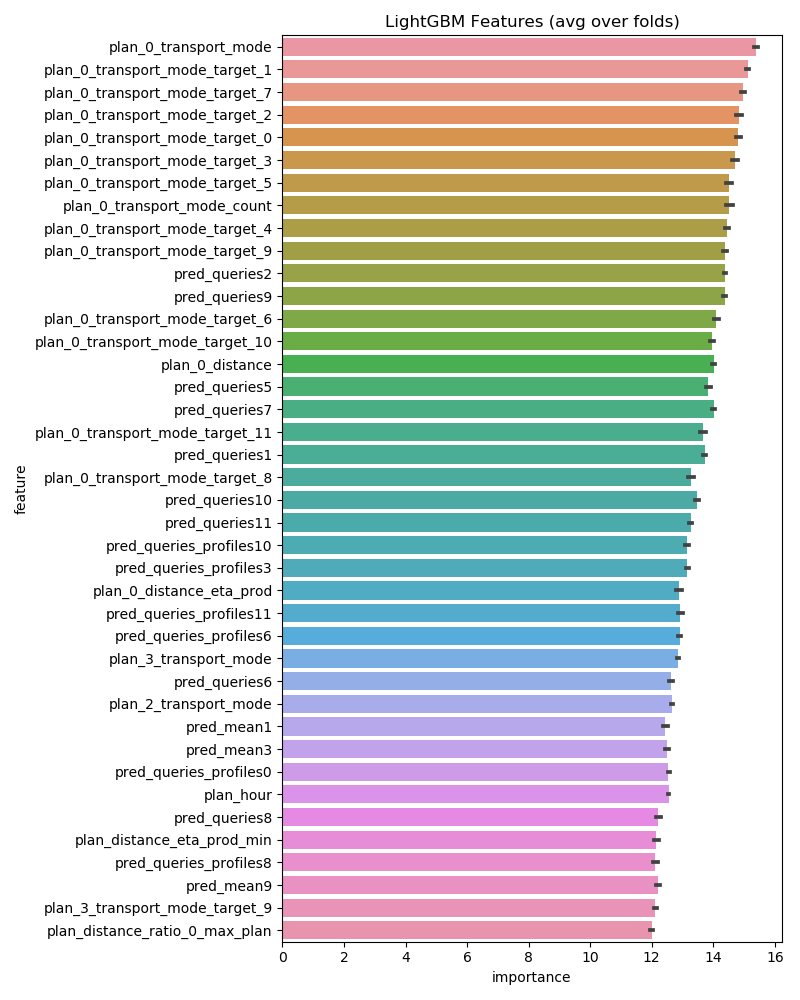 LightGBM Features (avg over folds)
plan_0_transport_mode
plan_0_transport_mode_target_1
plan_0_transport_mode_target_7
plan_0_transport_mode_target_2
plan_0_transport_mode_target_0
plan_0_transport_mode_target_3
plan_0_transport_mode_target_5
plan_0_transport_mode_count
plan_0_transport_mode_target_4
plan_0_transport_mode_target_9
pred_queries2
pred_queries9
plan_0_transport_mode_target_6
plan_0_transport_mode_target_10
plan_0_distance
pred_queries5
pred_queries7
plan_0_transport_mode_target_11
pred_queries1
plan_0_transport_mode_target_8
pred_queries10
pred_queries11
pred_queries_profiles10
pred_queries_profiles3
plan_0_distance_eta_prod
pred_queries_profiles11
pred_queries_profiles6
plan_3_transport_mode
pred_queries6
plan_2_transport_mode
pred_mean1
pred_mean3
pred_queries_profiles0
plan_hour
pred_queries8
plan_distance_eta_prod_min
pred_queries_profiles8
pred_mean9
plan_3_transport_mode_target_9
plan_distance_ratio_0_max_plan
feature
0 2 4 6 8 10 12 14 16
importance